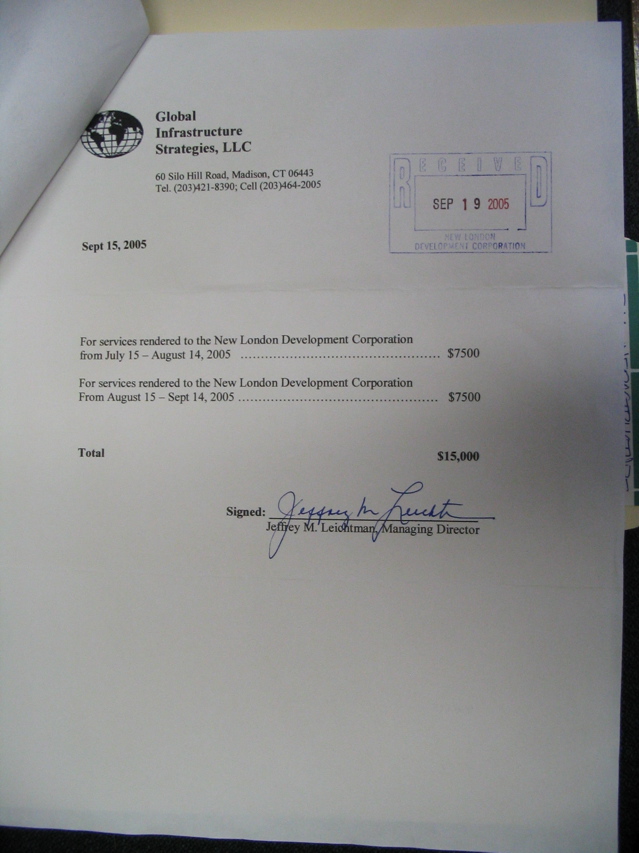 Global
Infrastructure
Strategies, LLC
60 Silo Hill Road, Madison, CT 06443
Tel. (203)421-8390; Cell (203)464-2005
RECEIVED
SEP 19 2005
NEW LONDON
DEVELOPMENT CORPORATION
Sept 15, 2005
For services rendered to the New London Development Corporation
from July 15 – August 14, 2005 .................................................. $7500
For services rendered to the New London Development Corporation
From August 15 – Sept 14, 2005 .................................................. $7500
Total $15,000
Signed: Jeffrey M Leichtman
Jeffrey M. Leichtman, Managing Director